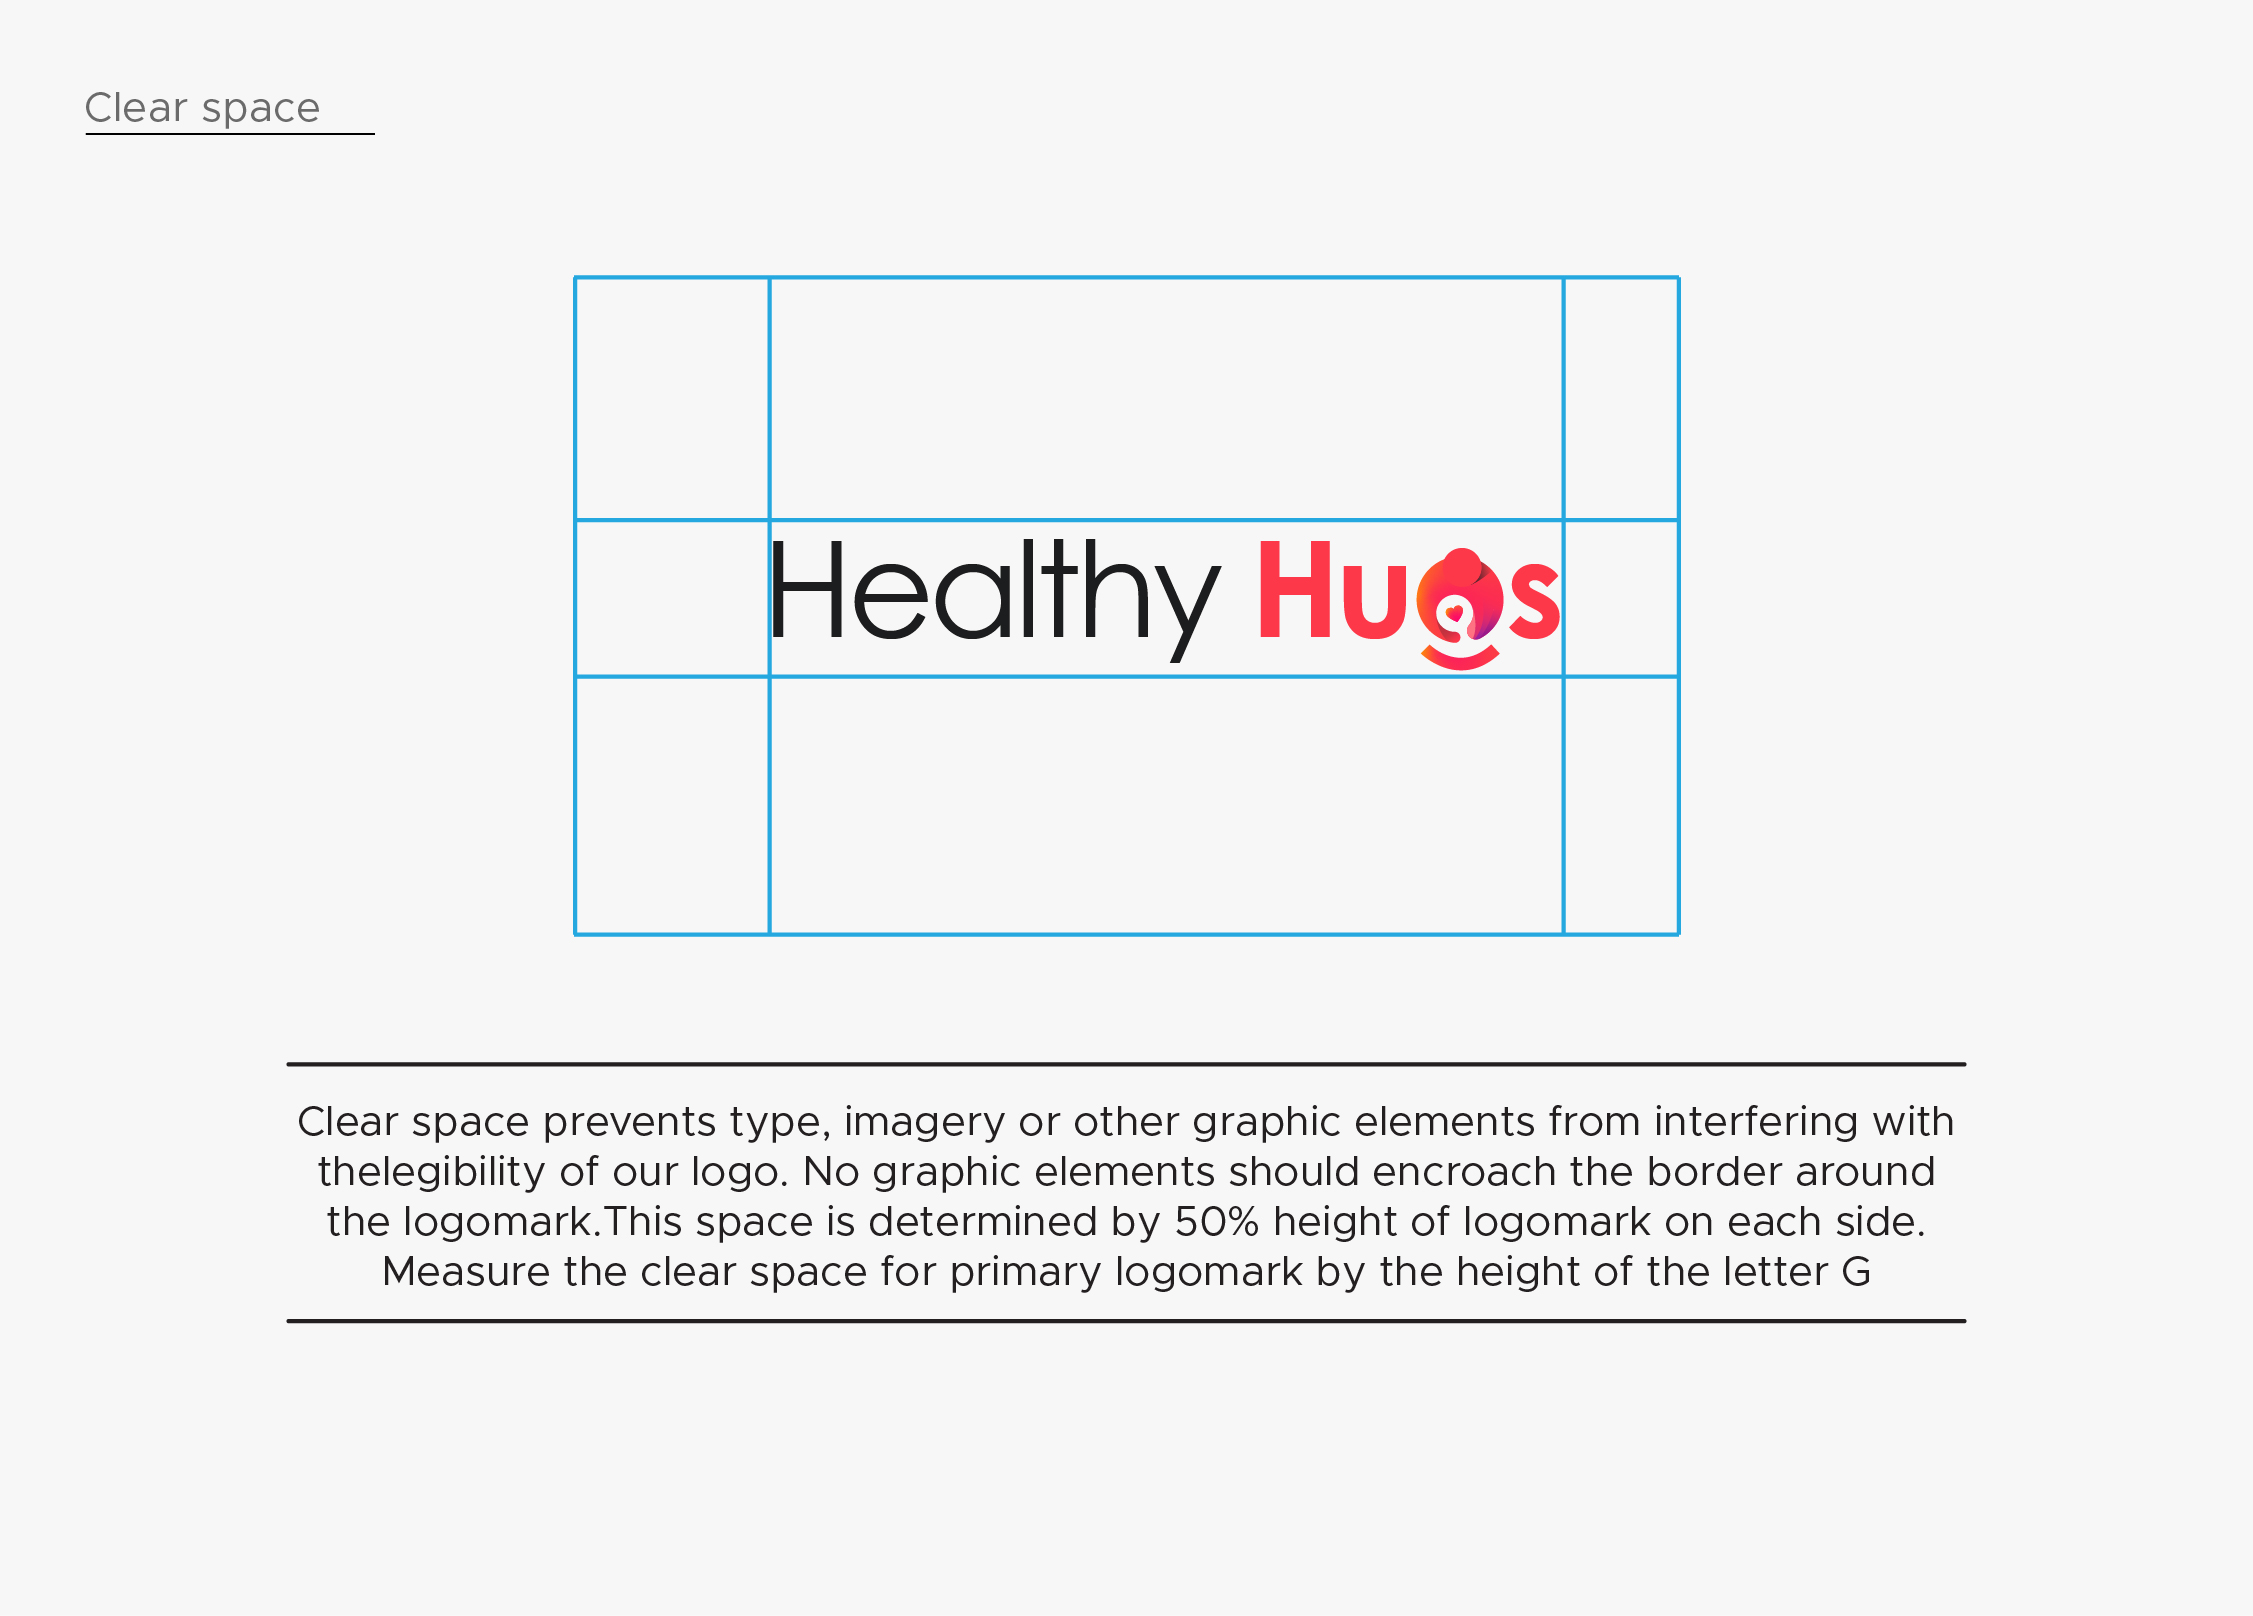 Clear space
Healthy Hugs
Clear space prevents type, imagery or other graphic elements from interfering with
thelegibility of our logo. No graphic elements should encroach the border around
the logomark.This space is determined by 50% height of logomark on each side.
Measure the clear space for primary logomark by the height of the letter G